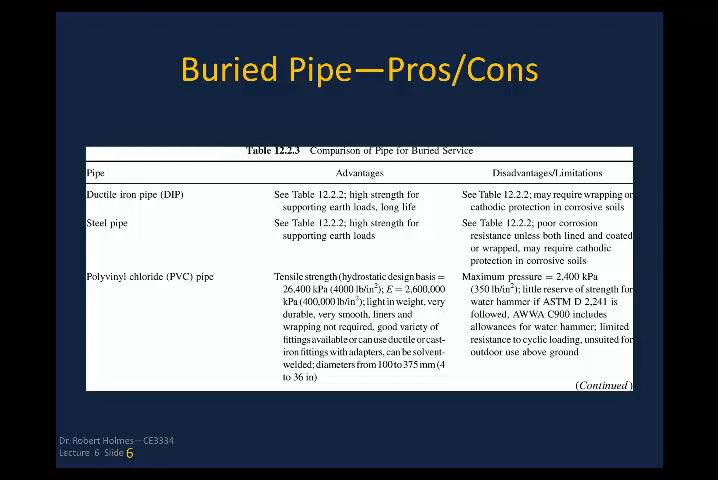 Buried Pipe—Pros/Cons
Table 12.2.3 Comparison of Pipe for Buried Service
Pipe Advantages Disadvantages/Limitations
Ductile iron pipe (DIP) See Table 12.2.2; high strength for supporting earth loads, long life See Table 12.2.2; may require wrapping or cathodic protection in corrosive soils
Steel pipe See Table 12.2.2; high strength for supporting earth loads See Table 12.2.2; poor corrosion resistance unless both lined and coated or wrapped, may require cathodic protection in corrosive soils
Polyvinyl chloride (PVC) pipe Tensile strength (hydrostatic design basis = 26,400 kPa (4000 lb/in²); E = 2,600,000 kPa (400,000 lb/in²); light in weight, very durable, very smooth, liners and wrapping not required, good variety of fittings available or can use ductile or cast-iron fittings with adapters, can be solvent-welded; diameters from 100 to 375 mm (4 to 36 in) Maximum pressure = 2,400 kPa (350 lb/in²); little reserve of strength for water hammer if ASTM D 2,241 is followed, AWWA C900 includes allowances for water hammer; limited resistance to cyclic loading, unsuited for outdoor use above ground
(Continued)
Dr. Robert Holmes—CE3334
Lecture 6 Slide 6